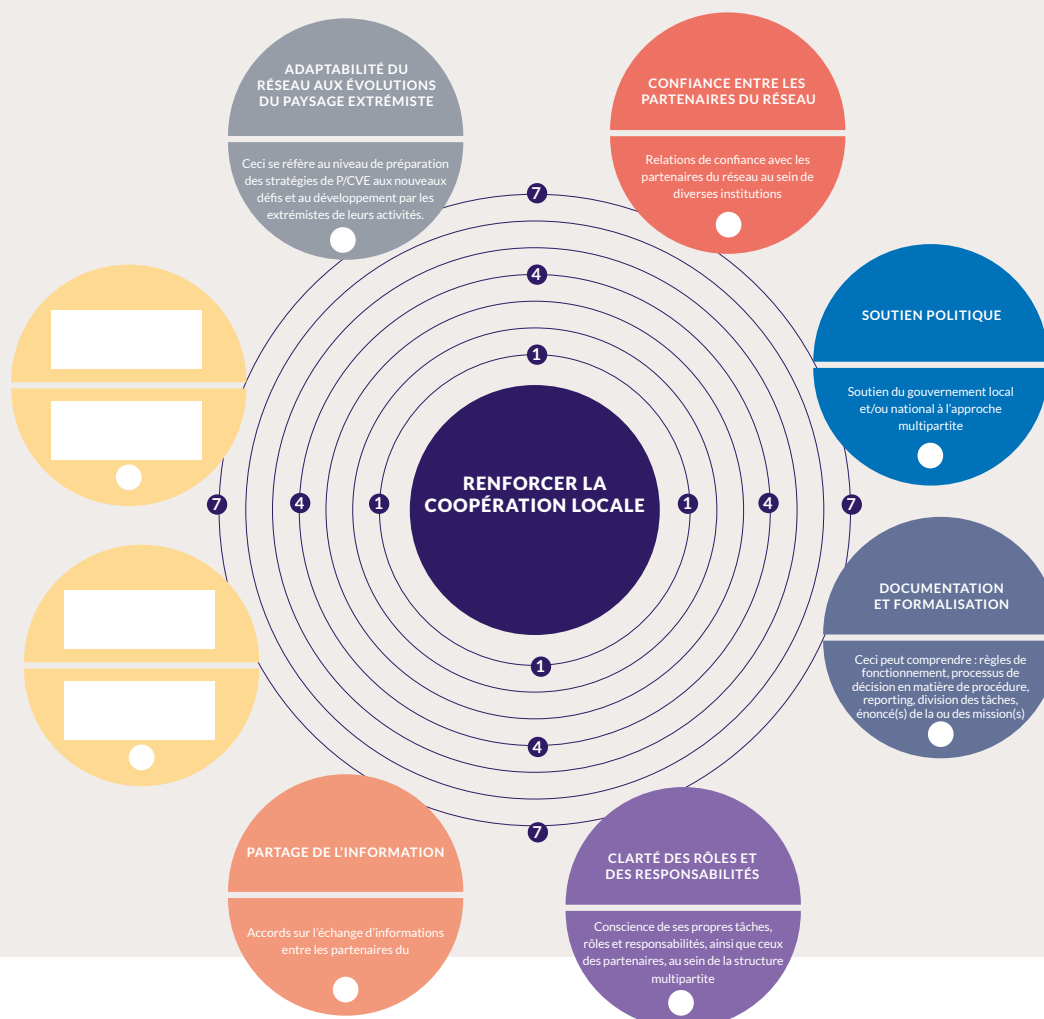 ADAPTABILITÉ DU
RÉSEAU AUX ÉVOLUTIONS
DU PAYSAGE EXTRÉMISTE
Ceci se réfère au niveau de préparation
des stratégies de P/CVE aux nouveaux
défis et au développement par les
extrémistes de leurs activités.
CONFIANCE ENTRE LES
PARTENAIRES DU RÉSEAU
Relations de confiance avec les
partenaires du réseau au sein de
diverses institutions
7
4
1
SOUTIEN POLITIQUE
Soutien du gouvernement local
et/ou national à l'approche
multipartite
RENFORCER LA
COOPÉRATION LOCALE
7
4
1
1
4
7
DOCUMENTATION
ET FORMALISATION
Ceci peut comprendre : règles de
fonctionnement, processus de
décision en matière de procédure,
reporting, division des tâches,
énoncé(s) de la ou des mission(s)
1
4
7
PARTAGE DE L'INFORMATION
Accords sur l'échange d'informations
entre les partenaires du
CLARTÉ DES RÔLES ET
DES RESPONSABILITÉS
Conscience de ses propres tâches,
rôles et responsabilités, ainsi que ceux
des partenaires, au sein de la structure
multipartite